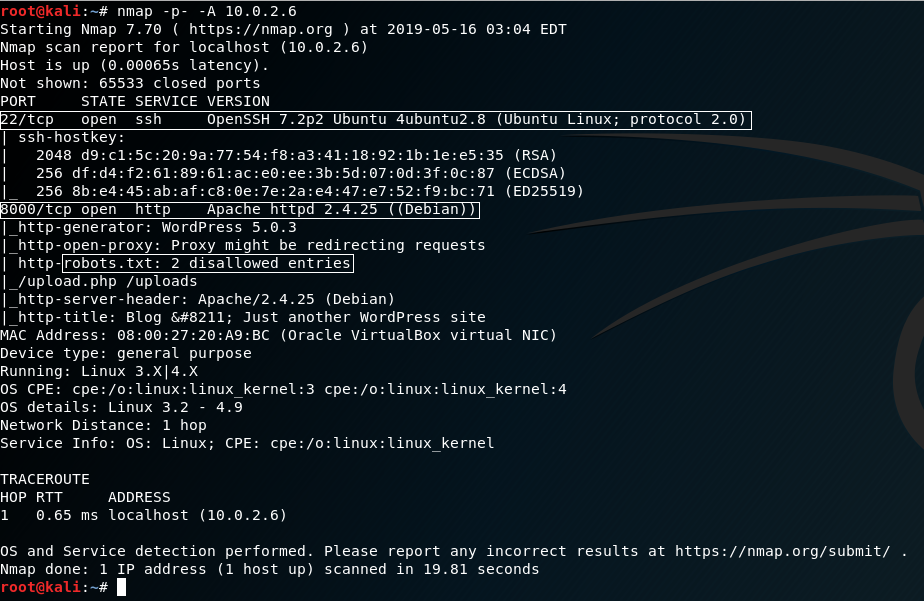 root@kali:~# nmap -p- -A 10.0.2.6
Starting Nmap 7.70 ( https://nmap.org ) at 2019-05-16 03:04 EDT
Nmap scan report for localhost (10.0.2.6)
Host is up (0.00065s latency).
Not shown: 65533 closed ports
PORT     STATE SERVICE VERSION
22/tcp   open  ssh     OpenSSH 7.2p2 Ubuntu 4ubuntu2.8 (Ubuntu Linux; protocol 2.0)
| ssh-hostkey:
|   2048 d9:c1:5c:20:9a:77:54:f8:a3:41:18:92:1b:1e:e5:35 (RSA)
|   256 df:d4:f2:61:89:61:ac:e0:ee:3b:5d:07:0d:3f:0c:87 (ECDSA)
|_  256 8b:e4:45:ab:af:c8:0e:7e:2a:e4:47:e7:52:f9:bc:71 (ED25519)
8000/tcp open  http    Apache httpd 2.4.25 ((Debian))
|_http-generator: WordPress 5.0.3
|_http-open-proxy: Proxy might be redirecting requests
| http-robots.txt: 2 disallowed entries
|_/upload.php /uploads
|_http-server-header: Apache/2.4.25 (Debian)
|_http-title: Blog &#8211; Just another WordPress site
MAC Address: 08:00:27:20:A9:BC (Oracle VirtualBox virtual NIC)
Device type: general purpose
Running: Linux 3.X|4.X
OS CPE: cpe:/o:linux:linux_kernel:3 cpe:/o:linux:linux_kernel:4
OS details: Linux 3.2 - 4.9
Network Distance: 1 hop
Service Info: OS: Linux; CPE: cpe:/o:linux:linux_kernel
TRACEROUTE
HOP RTT     ADDRESS
1   0.65 ms localhost (10.0.2.6)
OS and Service detection performed. Please report any incorrect results at https://nmap.org/submit/ .
Nmap done: 1 IP address (1 host up) scanned in 19.81 seconds
root@kali:~#